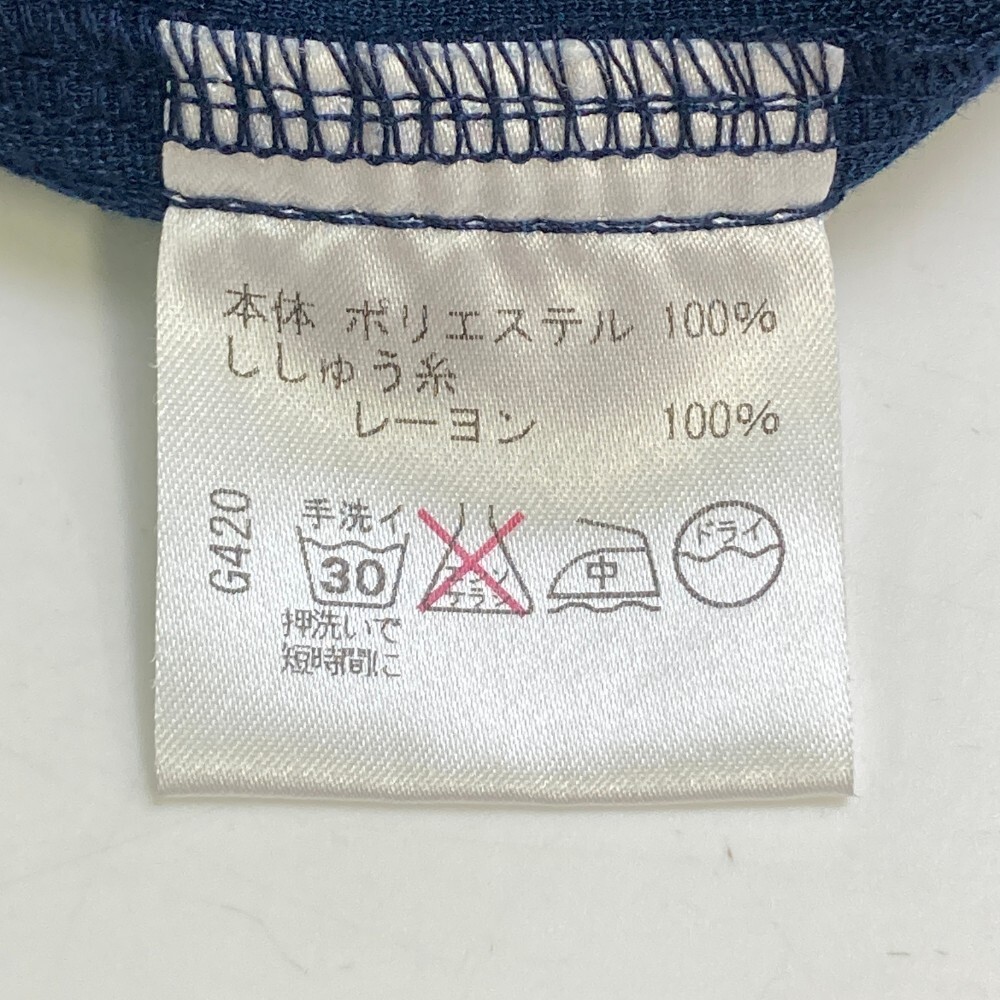 本体 ポリエステル 100%
ししゅう糸
レーヨン 100%
G420
手洗イ
30
中
ドライ
押洗いで
短時間に